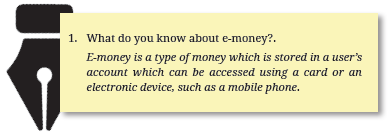 1. What do you know about e-money?.
E-money is a type of money which is stored in a user's
account which can be accessed using a card or an
electronic device, such as a mobile phone.